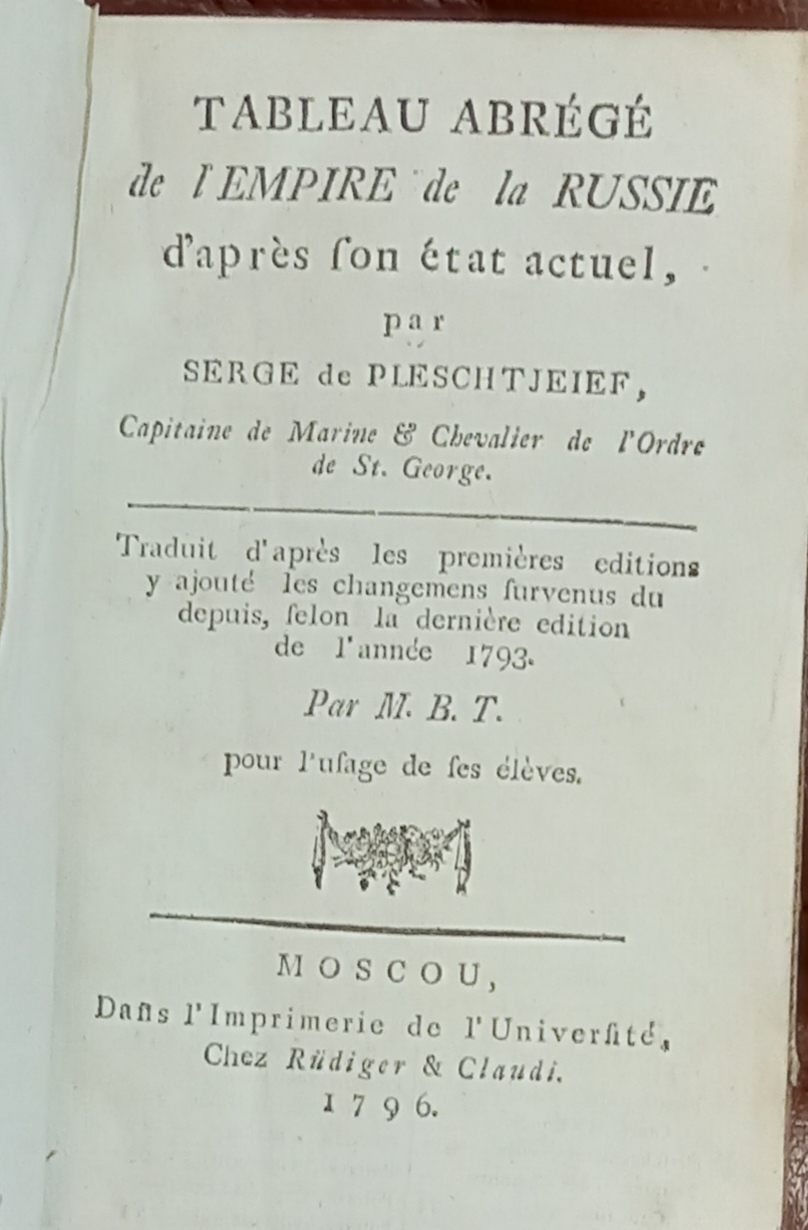 TABLEAU ABRÉGÉ
de l'EMPIRE de la RUSSIE
d'après ſon état actuel,
par
SERGE de PLESCHTJEIEF,
Capitaine de Marine & Chevalier de l'Ordre
de St. George.
Traduit d'après les premières editions
y ajouté les changemens ſurvenus du
depuis, ſelon la dernière edition
de l'année 1793.
Par M. B. T.
pour l'uſage de ſes élèves.
MOSCOU,
Dans l'Imprimerie de l'Univerſité,
Chez Rüdiger & Claudi.
1796.